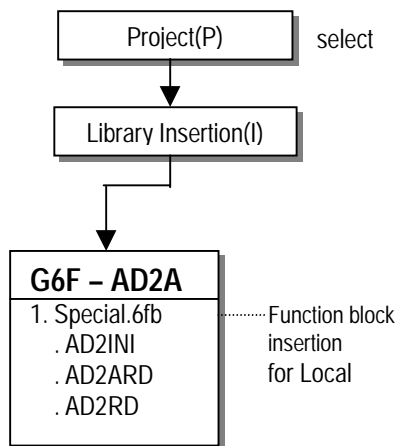 Project(P)
select
Library Insertion(I)
G6F – AD2A
1. Special.6fb
. AD2INI
. AD2ARD
. AD2RD
Function block
insertion
for Local